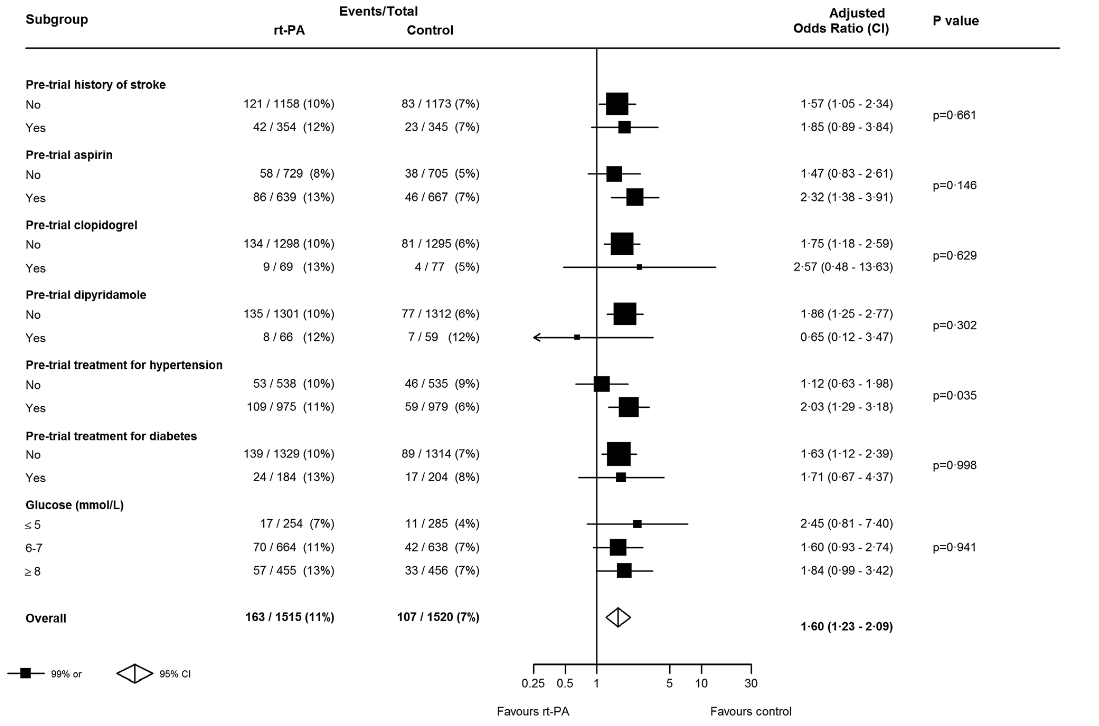 Subgroup Events/Total Adjusted Odds Ratio (CI) P value
rt-PA Control
Pre-trial history of stroke
No 121 / 1158 (10%) 83 / 1173 (7%) 1·57 (1·05 - 2·34)
p=0·661
Yes 42 / 354 (12%) 23 / 345 (7%) 1·85 (0·89 - 3·84)
Pre-trial aspirin
No 58 / 729 (8%) 38 / 705 (5%) 1·47 (0·83 - 2·61)
p=0·146
Yes 86 / 639 (13%) 46 / 667 (7%) 2·32 (1·38 - 3·91)
Pre-trial clopidogrel
No 134 / 1298 (10%) 81 / 1295 (6%) 1·75 (1·18 - 2·59)
p=0·629
Yes 9 / 69 (13%) 4 / 77 (5%) 2·57 (0·48 - 13·63)
Pre-trial dipyridamole
No 135 / 1301 (10%) 77 / 1312 (6%) 1·86 (1·25 - 2·77)
p=0·302
Yes 8 / 66 (12%) 7 / 59 (12%) 0·65 (0·12 - 3·47)
Pre-trial treatment for hypertension
No 53 / 538 (10%) 46 / 535 (9%) 1·12 (0·63 - 1·98)
p=0·035
Yes 109 / 975 (11%) 59 / 979 (6%) 2·03 (1·29 - 3·18)
Pre-trial treatment for diabetes
No 139 / 1329 (10%) 89 / 1314 (7%) 1·63 (1·12 - 2·39)
p=0·998
Yes 24 / 184 (13%) 17 / 204 (8%) 1·71 (0·67 - 4·37)
Glucose (mmol/L)
≤ 5 17 / 254 (7%) 11 / 285 (4%) 2·45 (0·81 - 7·40)
6-7 70 / 664 (11%) 42 / 638 (7%) 1·60 (0·93 - 2·74) p=0·941
≥ 8 57 / 455 (13%) 33 / 456 (7%) 1·84 (0·99 - 3·42)
Overall 163 / 1515 (11%) 107 / 1520 (7%) 1·60 (1·23 - 2·09)
99% or 95% CI
0.25 0.5 1 5 10 30
Favours rt-PA Favours control